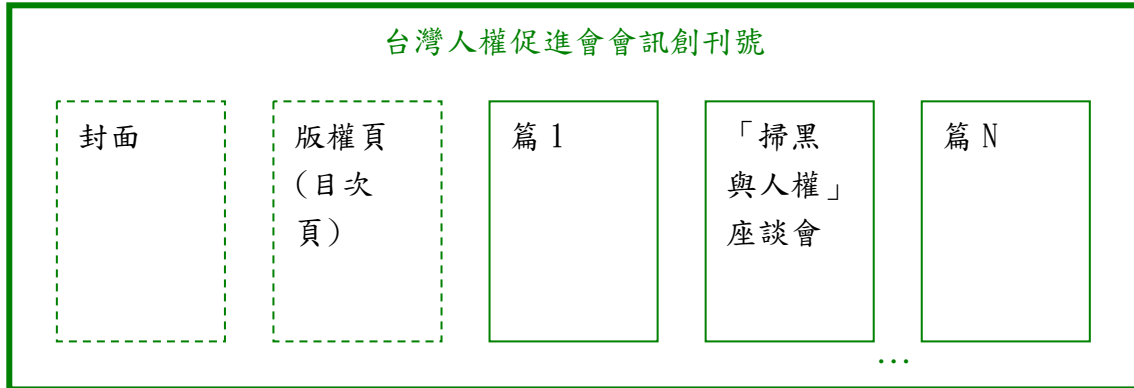 台灣人權促進會會訊創刊號
封面
版權頁
(目次
頁)
篇 1
「掃黑
與人權」
座談會
篇 N
...